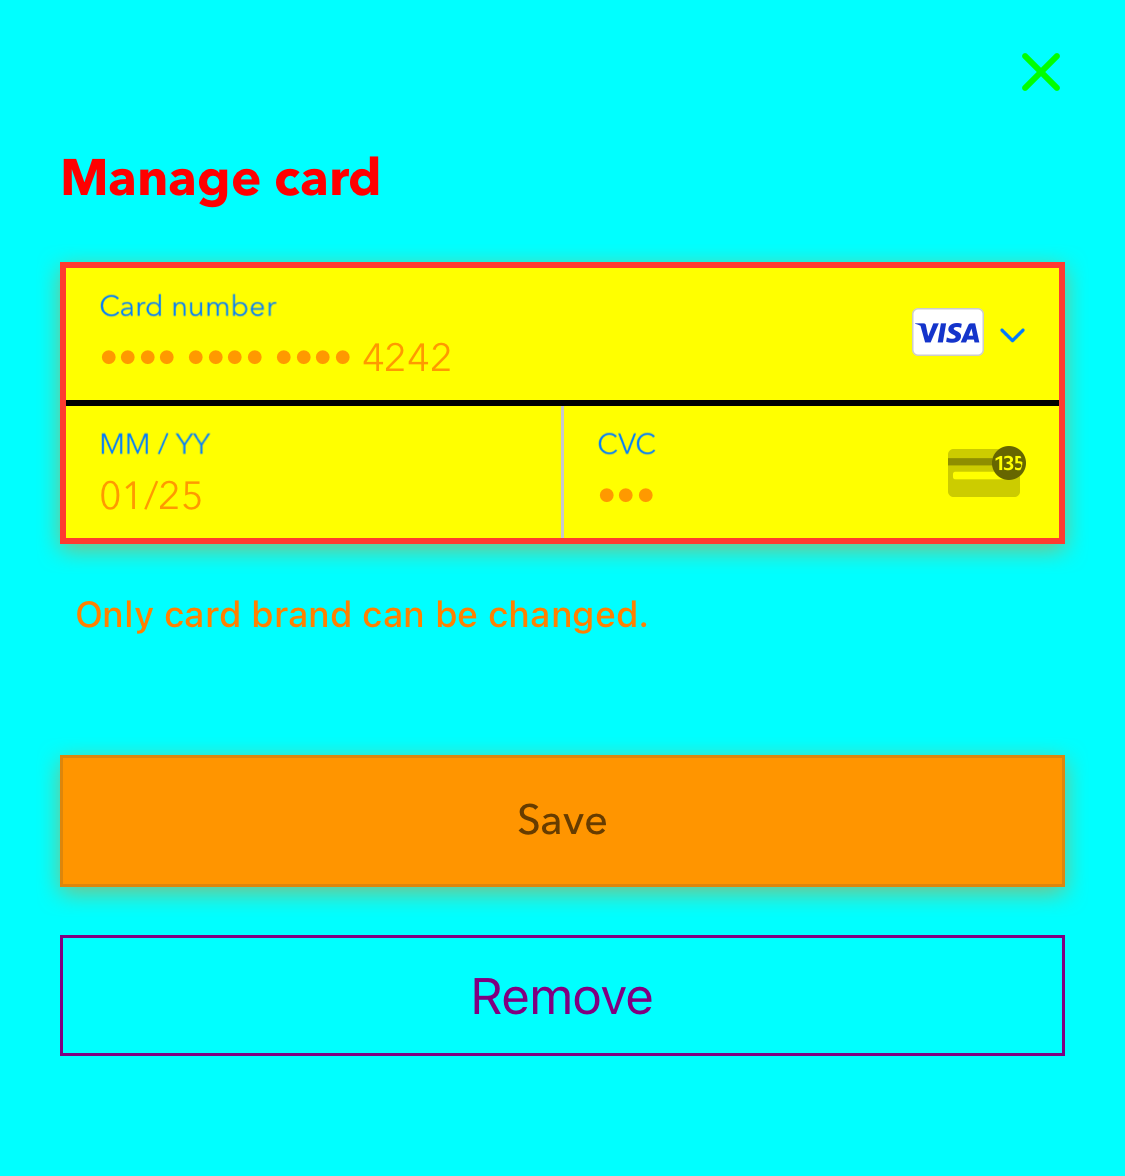 Manage card
Card number
•••• •••• •••• 4242
VISA
MM / YY
01/25
CVC
•••
135
Only card brand can be changed.
Save
Remove